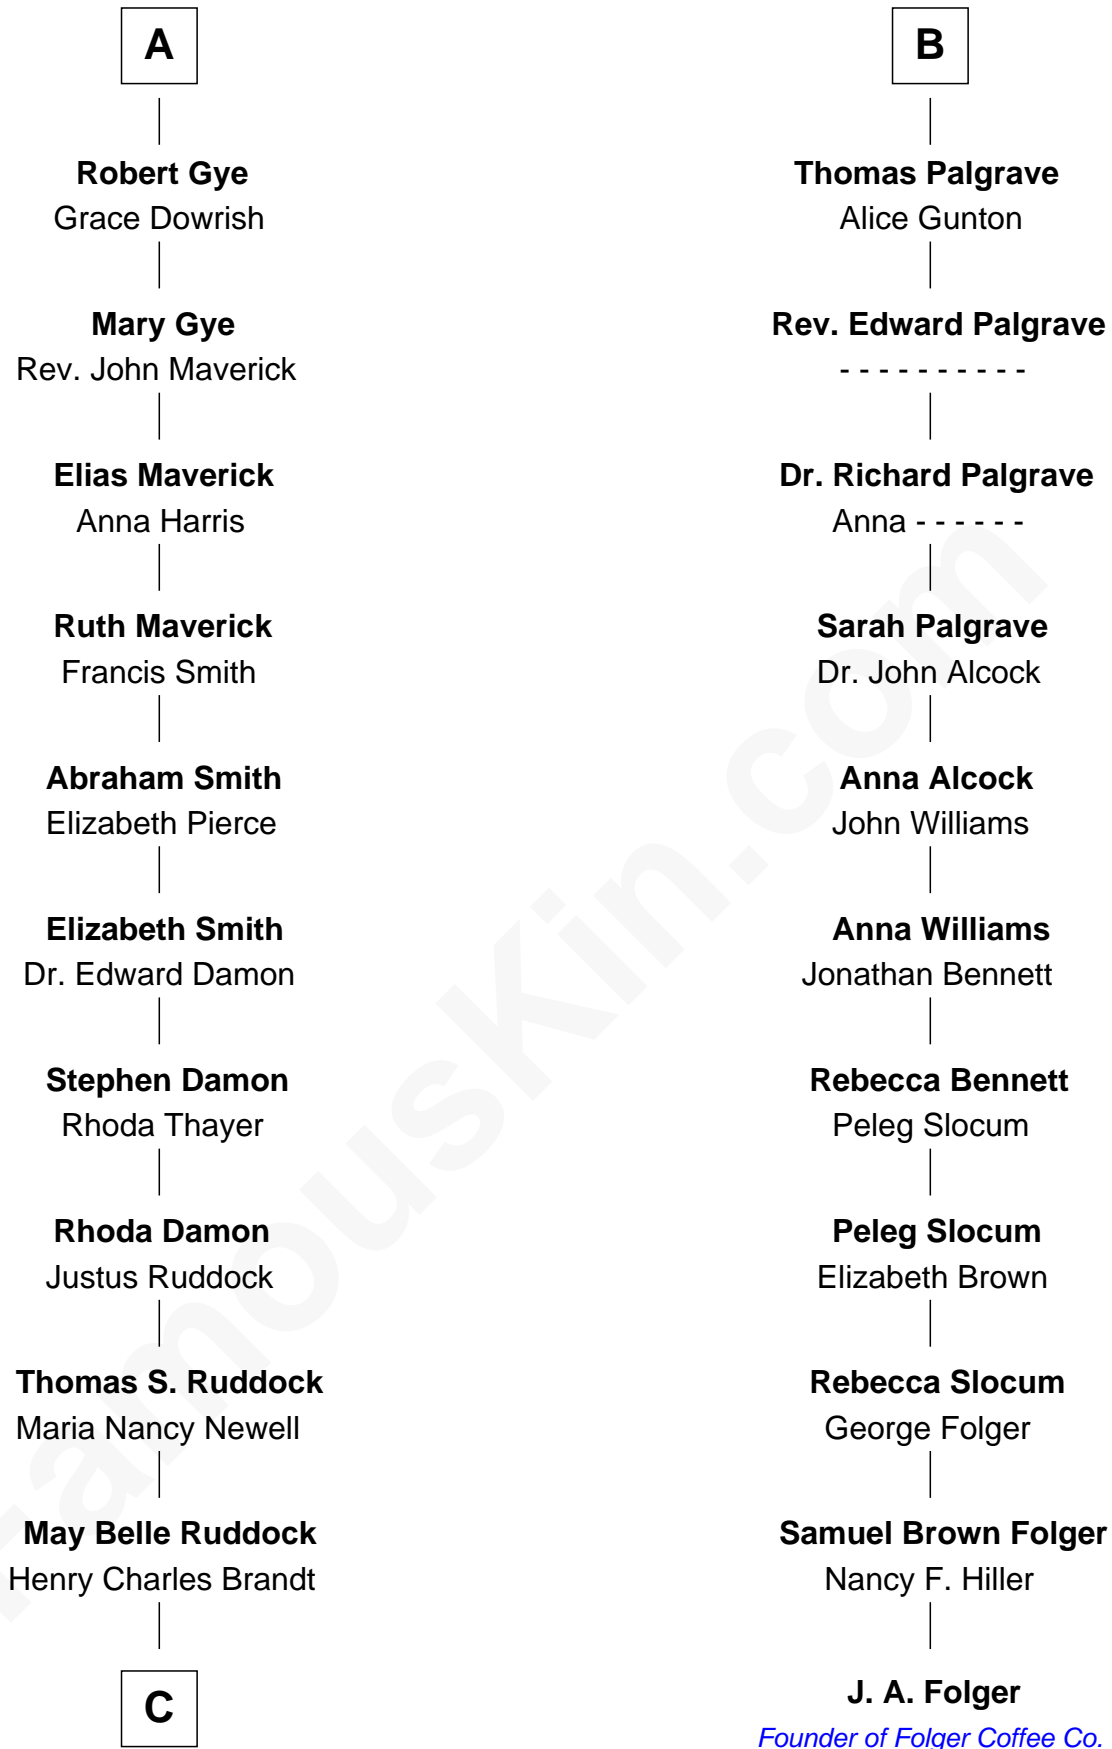 A
Robert Gye
Grace Dowrish
Mary Gye
Rev. John Maverick
Elias Maverick
Anna Harris
Ruth Maverick
Francis Smith
Abraham Smith
Elizabeth Pierce
Elizabeth Smith
Dr. Edward Damon
Stephen Damon
Rhoda Thayer
Rhoda Damon
Justus Ruddock
Thomas S. Ruddock
Maria Nancy Newell
May Belle Ruddock
Henry Charles Brandt
C
B
Thomas Palgrave
Alice Gunton
Rev. Edward Palgrave
- - - - - - - - - -
Dr. Richard Palgrave
Anna - - - - - -
Sarah Palgrave
Dr. John Alcock
Anna Alcock
John Williams
Anna Williams
Jonathan Bennett
Rebecca Bennett
Peleg Slocum
Peleg Slocum
Elizabeth Brown
Rebecca Slocum
George Folger
Samuel Brown Folger
Nancy F. Hiller
J. A. Folger
Founder of Folger Coffee Co.
FamousKin.com